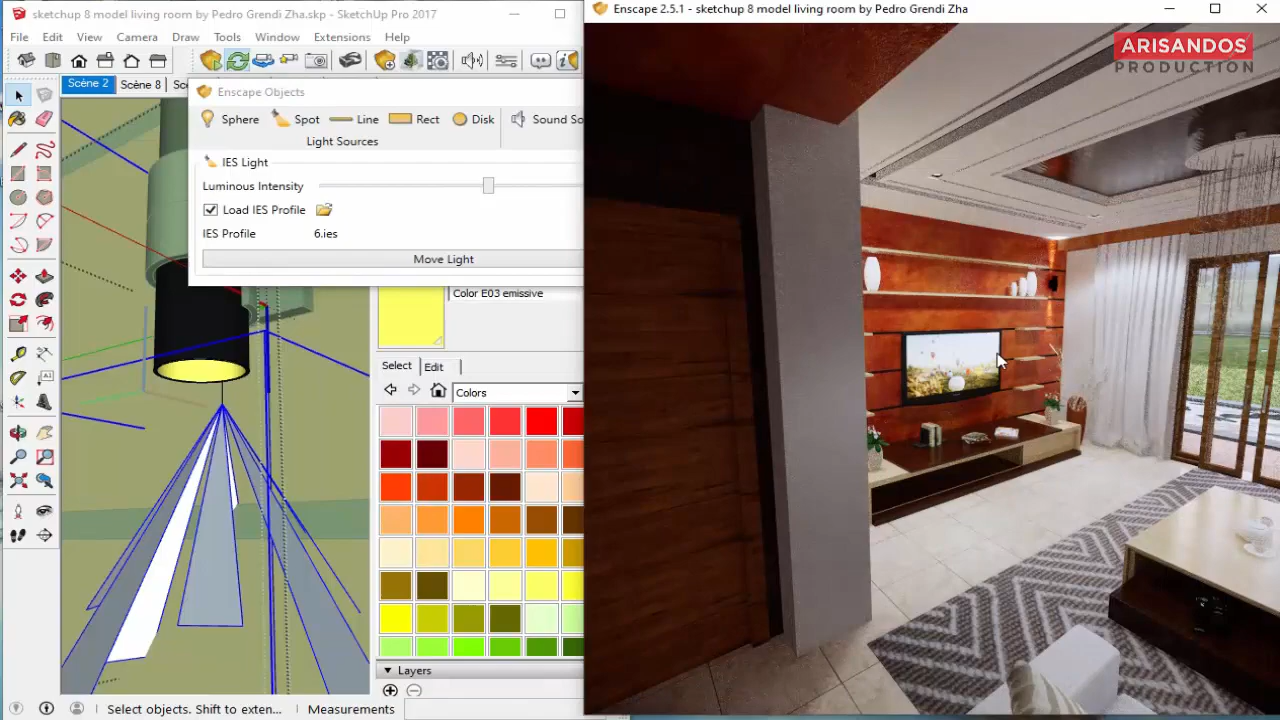 sketchup 8 model living room by Pedro Grendi Zha.skp - SketchUp Pro 2017
File Edit View Camera Draw Tools Window Extensions Help
Scène 2 Scène 8 Scè
Enscape Objects
Sphere Spot Line Rect Disk Sound So
Light Sources
IES Light
Luminous Intensity
Load IES Profile
IES Profile 6.ies
Move Light
Color E03 emissive
Select Edit
Colors
Layers
Select objects. Shift to exten... Measurements
Enscape 2.5.1 - sketchup 8 model living room by Pedro Grendi Zha
ARISANDOS
PRODUCTION